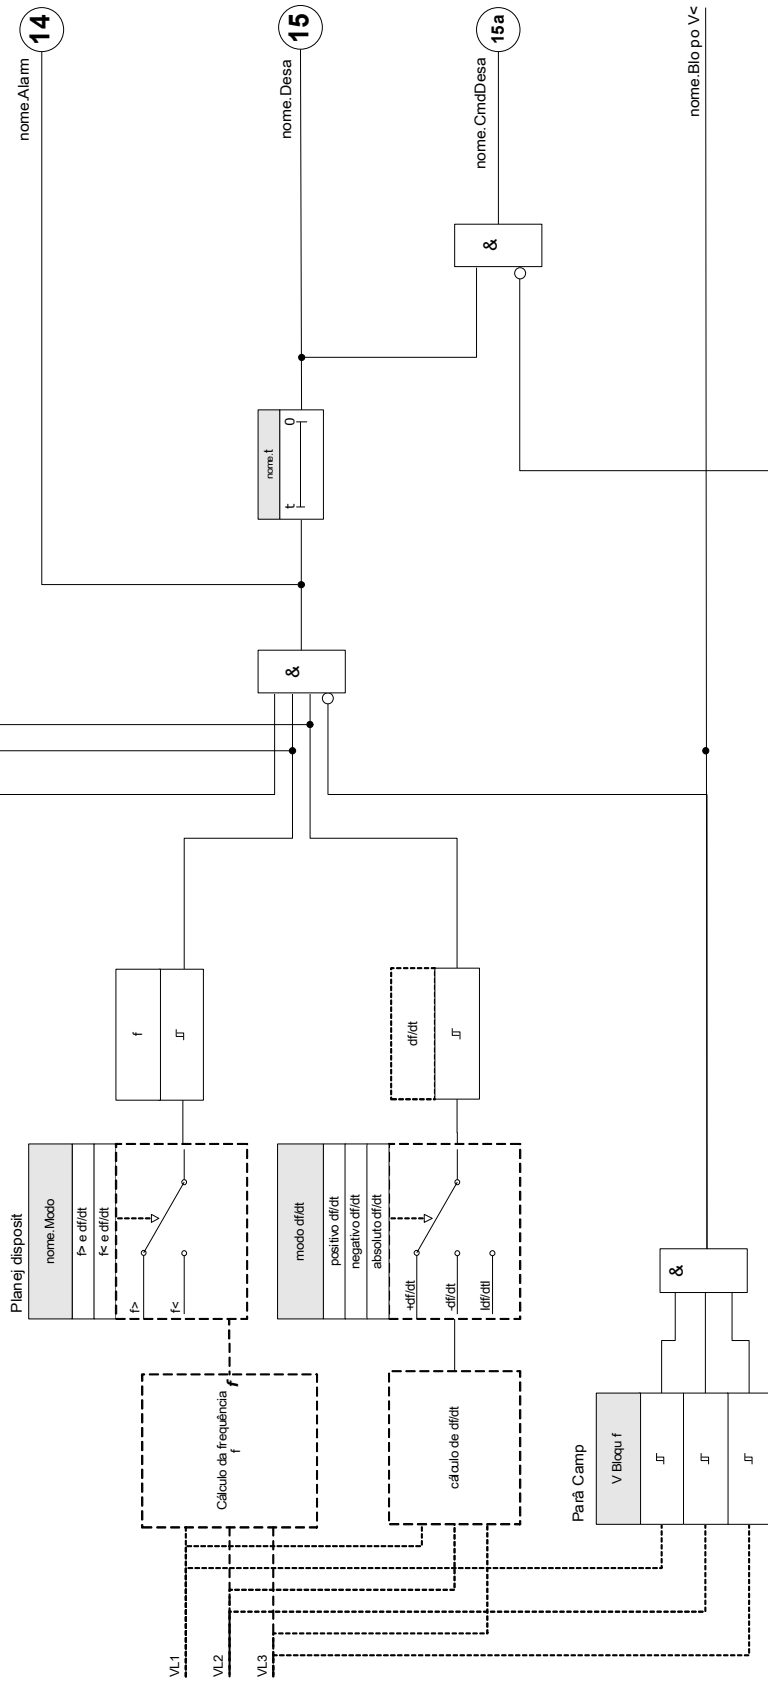 14
nome.Alarm
15
nome.Desa
15a
nome.CmdDesa
nome.Blo po V<
&
nome.t
t
0
&
f
df/dt
Planej disposit
nome.Modo
f> e df/dt
f< e df/dt
f>
f<
modo df/dt
positivo df/dt
negativo df/dt
absoluto df/dt
+df/dt
-df/dt
|df/dt|
Cálculo da frequência
f
f
cálculo de df/dt
&
Parâ Camp
V Bloqu f
VL1
VL2
VL3